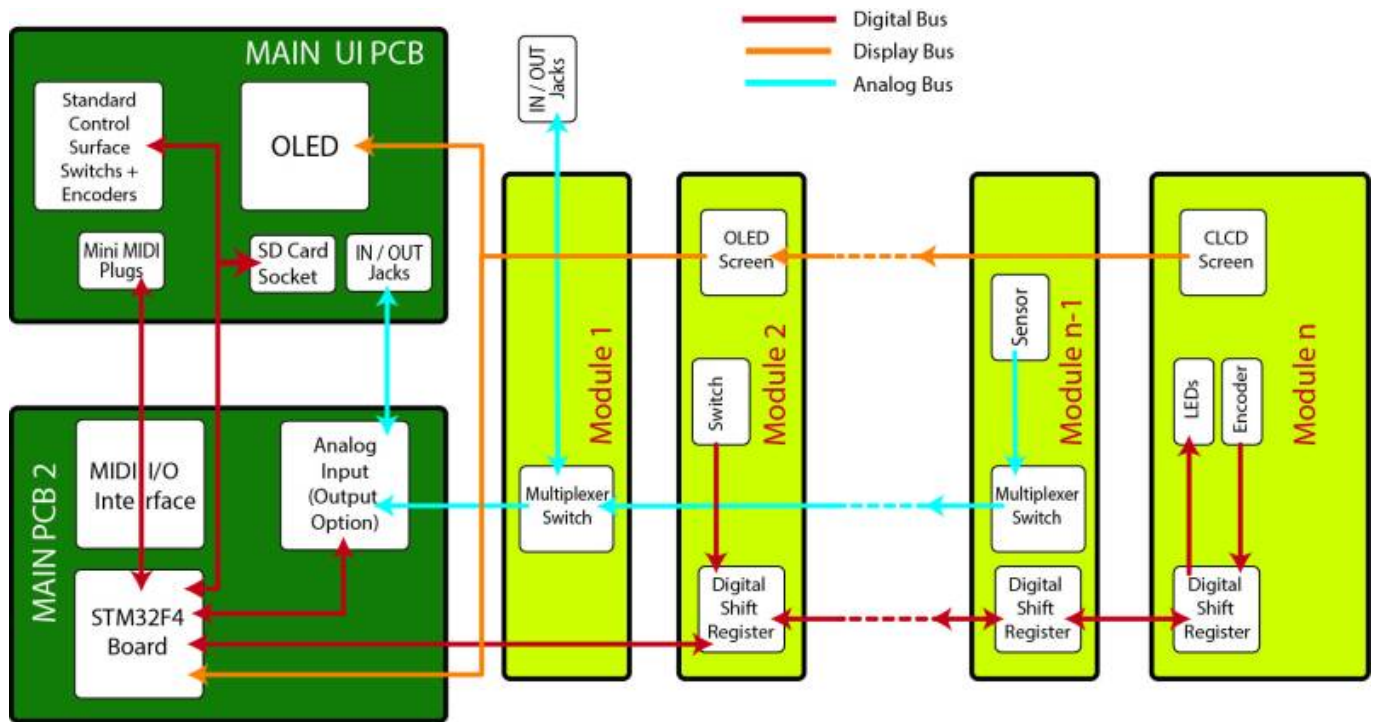 Digital Bus
Display Bus
Analog Bus
MAIN UI PCB
Standard
Control
Surface
Switchs +
Encoders
OLED
Mini MIDI
Plugs
SD Card
Socket
IN / OUT
Jacks
IN / OUT
Jacks
MAIN PCB 2
MIDI I/O
Interface
Analog
Input
(Output
Option)
STM32F4
Board
Module 1
Multiplexer
Switch
Module 2
OLED
Screen
Switch
Digital
Shift
Register
Module n-1
Sensor
Multiplexer
Switch
Digital
Shift
Register
Module n
CLCD
Screen
LEDs
Encoder
Digital
Shift
Register